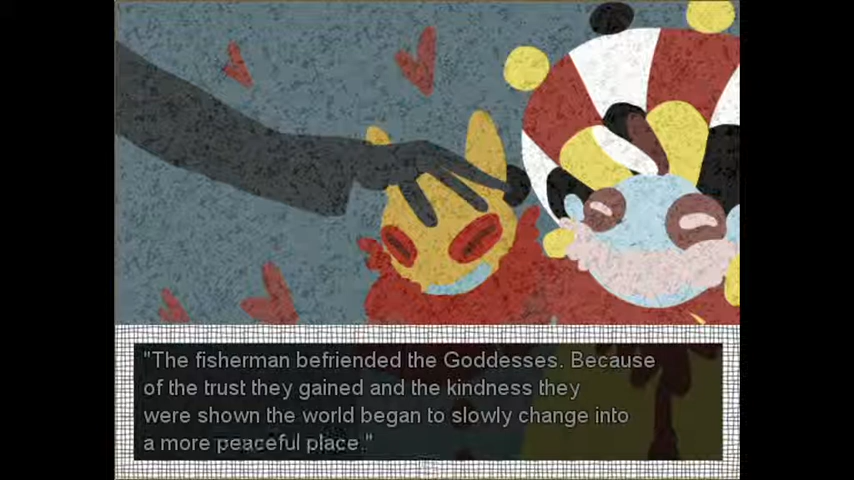 "The fisherman befriended the Goddesses. Because
of the trust they gained and the kindness they
were shown the world began to slowly change into
a more peaceful place."